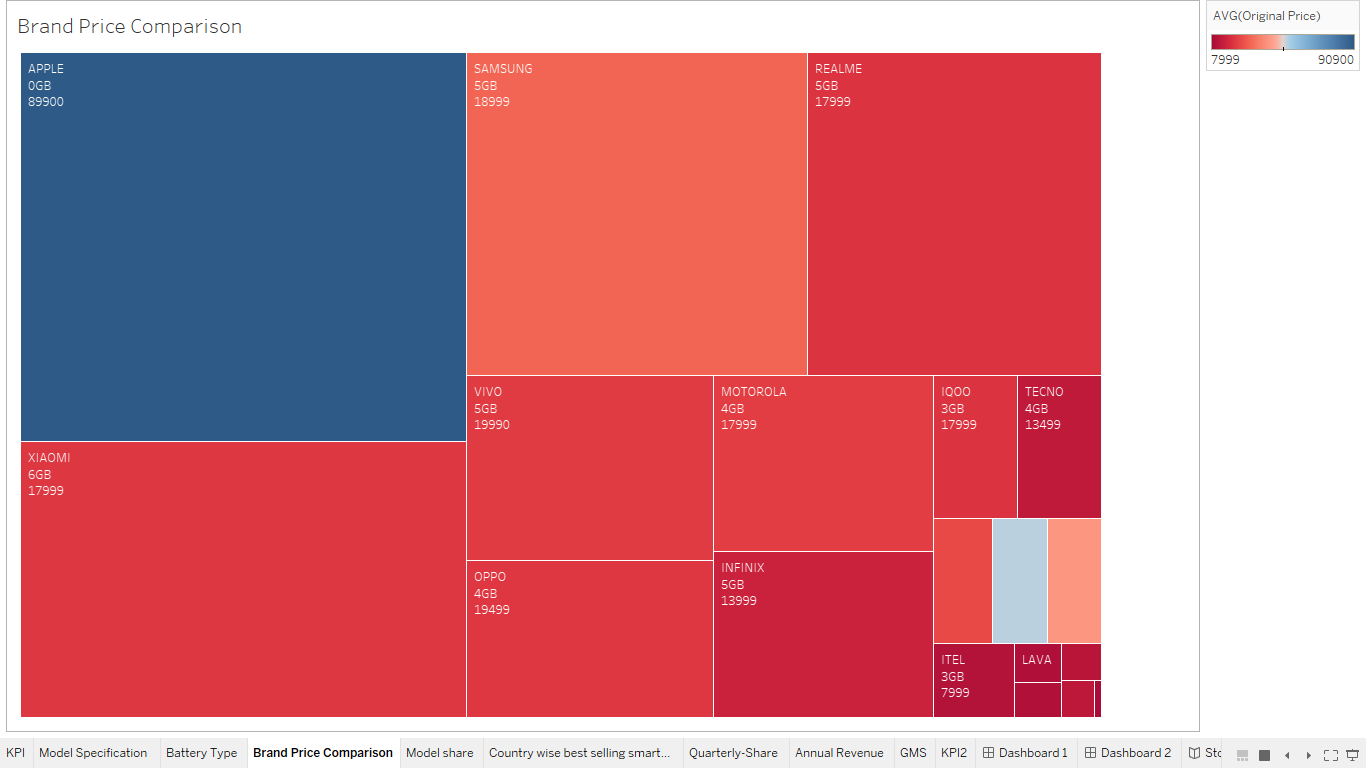 Brand Price Comparison
APPLE
0GB
89900
SAMSUNG
5GB
18999
REALME
5GB
17999
XIAOMI
6GB
17999
VIVO
5GB
19990
MOTOROLA
4GB
17999
IQOO
3GB
17999
TECNO
4GB
13499
OPPO
4GB
19499
INFINIX
5GB
13999
ITEL
3GB
7999
LAVA
AVG(Original Price)
7999 90900
KPI Model Specification Battery Type Brand Price Comparison Model share Country wise best selling smart... Quarterly-Share Annual Revenue GMS KPI2 Dashboard 1 Dashboard 2 Sto